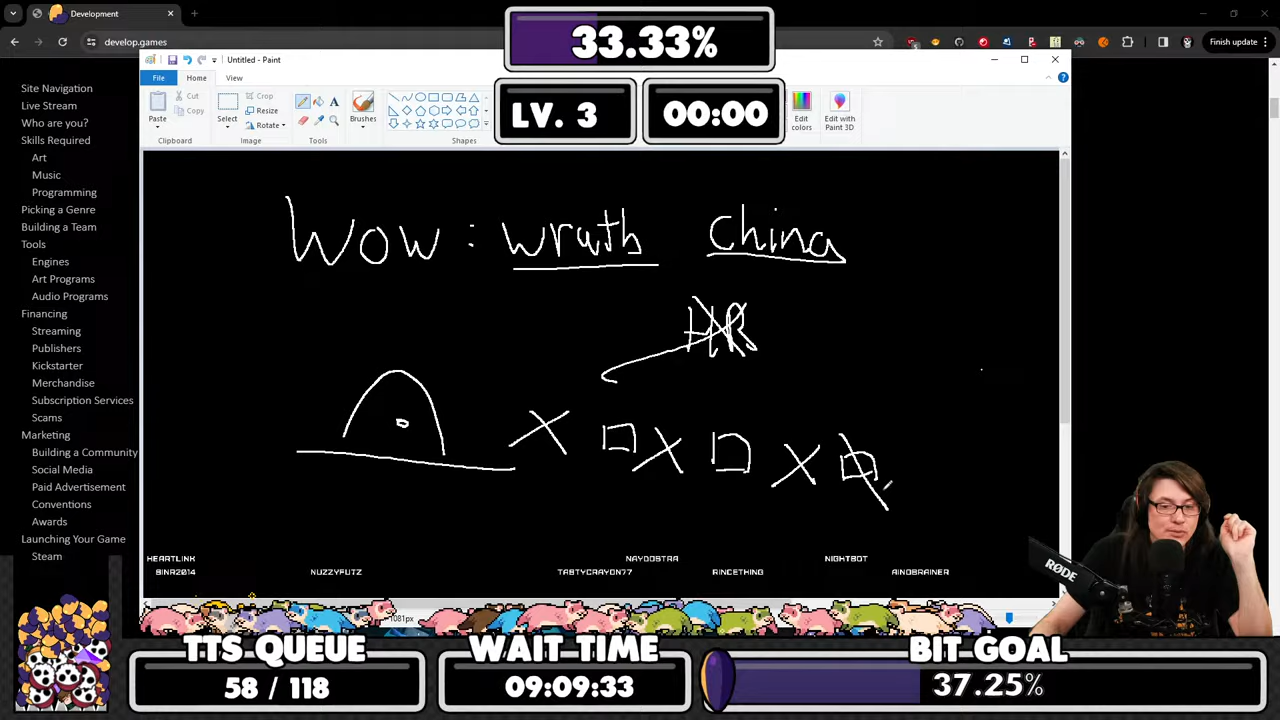 Development
33.33%
develop.games
Finish update
Untitled - Paint
File Home View
LV. 3 00:00
Site Navigation
Live Stream
Who are you?
Skills Required
Art
Music
Programming
Picking a Genre
Building a Team
Tools
Engines
Art Programs
Audio Programs
Financing
Streaming
Publishers
Kickstarter
Merchandise
Subscription Services
Scams
Marketing
Building a Community
Social Media
Paid Advertisement
Conventions
Awards
Launching Your Game
Steam
Paste
Cut
Copy
Clipboard
Select
Crop
Resize
Rotate
Image
A
Tools
Brushes
Shapes
Edit colors
Edit with Paint 3D
WOW: wrath china
HEARTLINK
NUZZYFUTZ
NAYDOSTRA
TASTYCRAYON77
RINCETHING
NIGHTBOT
AINOBRAINER
1081px
RØDE
TTS QUEUE WAIT TIME BIT GOAL
58 / 118 09:09:33 37.25%